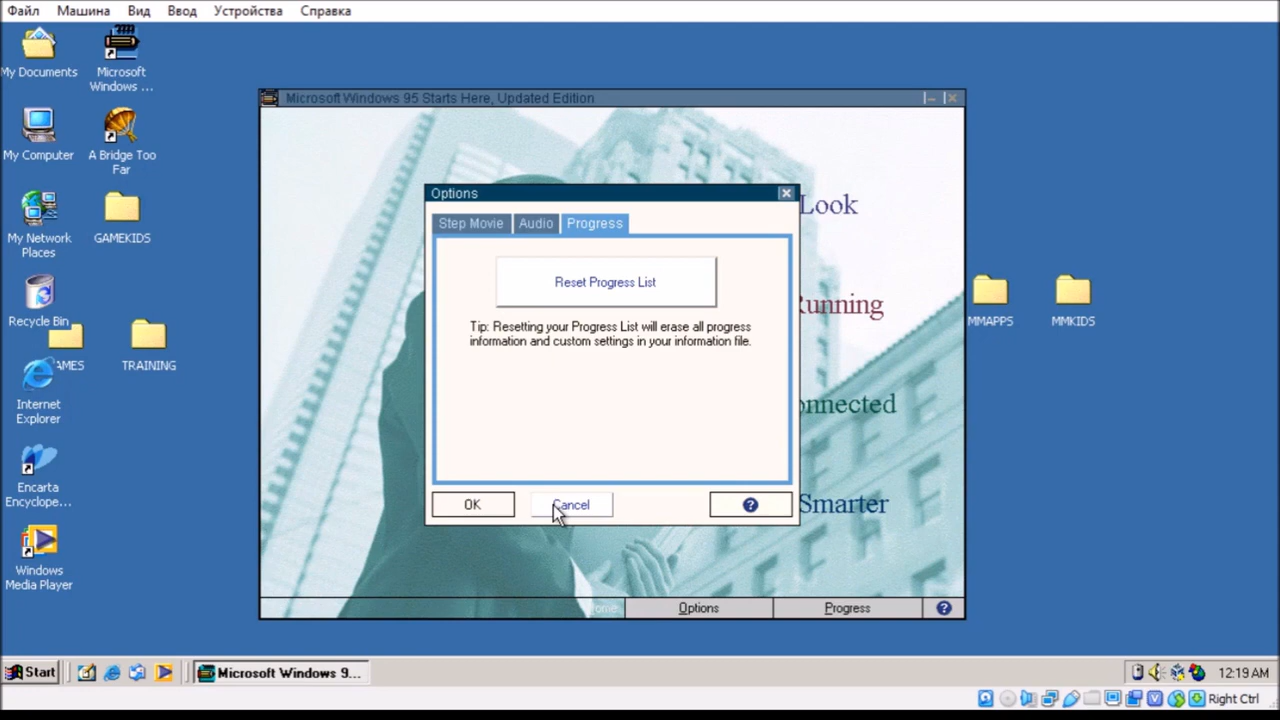 Файл Машина Вид Ввод Устройства Справка
My Documents
Microsoft
Windows ...
My Computer
A Bridge Too
Far
My Network
Places
GAMEKIDS
Recycle Bin
AMES
TRAINING
Internet
Explorer
Encarta
Encyclope...
Windows
Media Player
Microsoft Windows 95 Starts Here, Updated Edition
Look
Running
onnected
Smarter
Options
Step Movie Audio Progress
Reset Progress List
Tip: Resetting your Progress List will erase all progress
information and custom settings in your information file.
OK Cancel ?
Home Options Progress ?
MMAPPS MMKIDS
Start Microsoft Windows 9... 12:19 AM
Right Ctrl